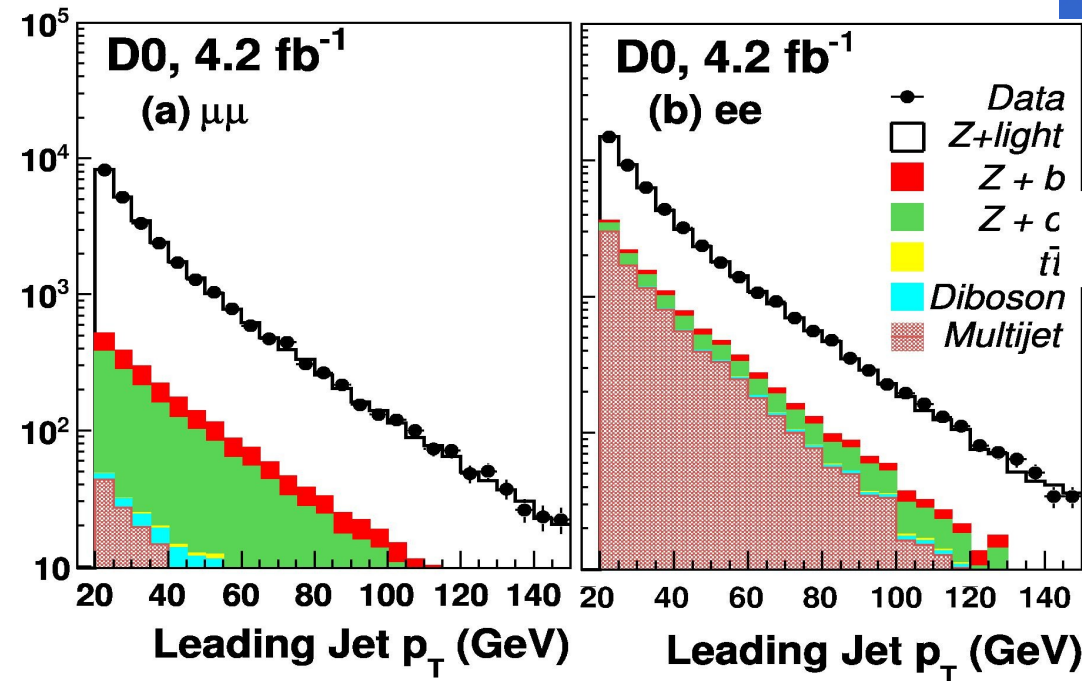 10^5
10^4
10^3
10^2
10
D0, 4.2 fb^-1
(a) μμ
20 40 60 80 100 120 140
Leading Jet p_T (GeV)
D0, 4.2 fb^-1
(b) ee
Data
Z+light
Z + b
Z + c
tt̄
Diboson
Multijet
20 40 60 80 100 120 140
Leading Jet p_T (GeV)